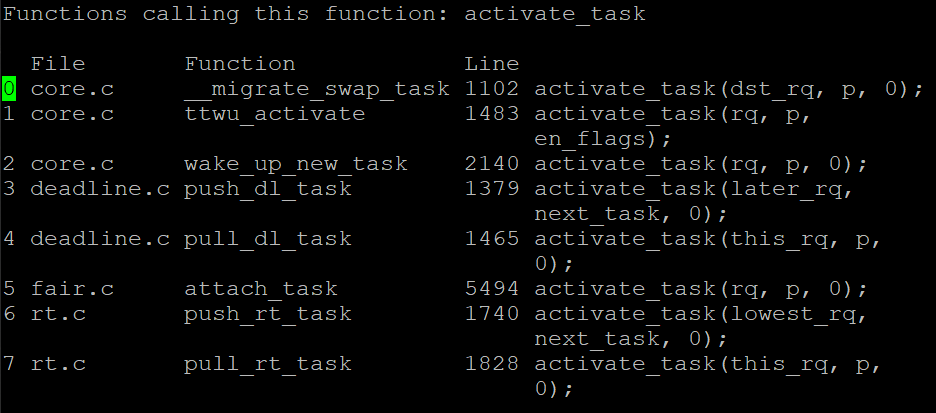 Functions calling this function: activate_task

  File       Function            Line
0 core.c     __migrate_swap_task 1102 activate_task(dst_rq, p, 0);
1 core.c     ttwu_activate       1483 activate_task(rq, p,
                                      en_flags);
2 core.c     wake_up_new_task    2140 activate_task(rq, p, 0);
3 deadline.c push_dl_task        1379 activate_task(later_rq,
                                      next_task, 0);
4 deadline.c pull_dl_task        1465 activate_task(this_rq, p,
                                      0);
5 fair.c     attach_task         5494 activate_task(rq, p, 0);
6 rt.c       push_rt_task        1740 activate_task(lowest_rq,
                                      next_task, 0);
7 rt.c       pull_rt_task        1828 activate_task(this_rq, p,
                                      0);